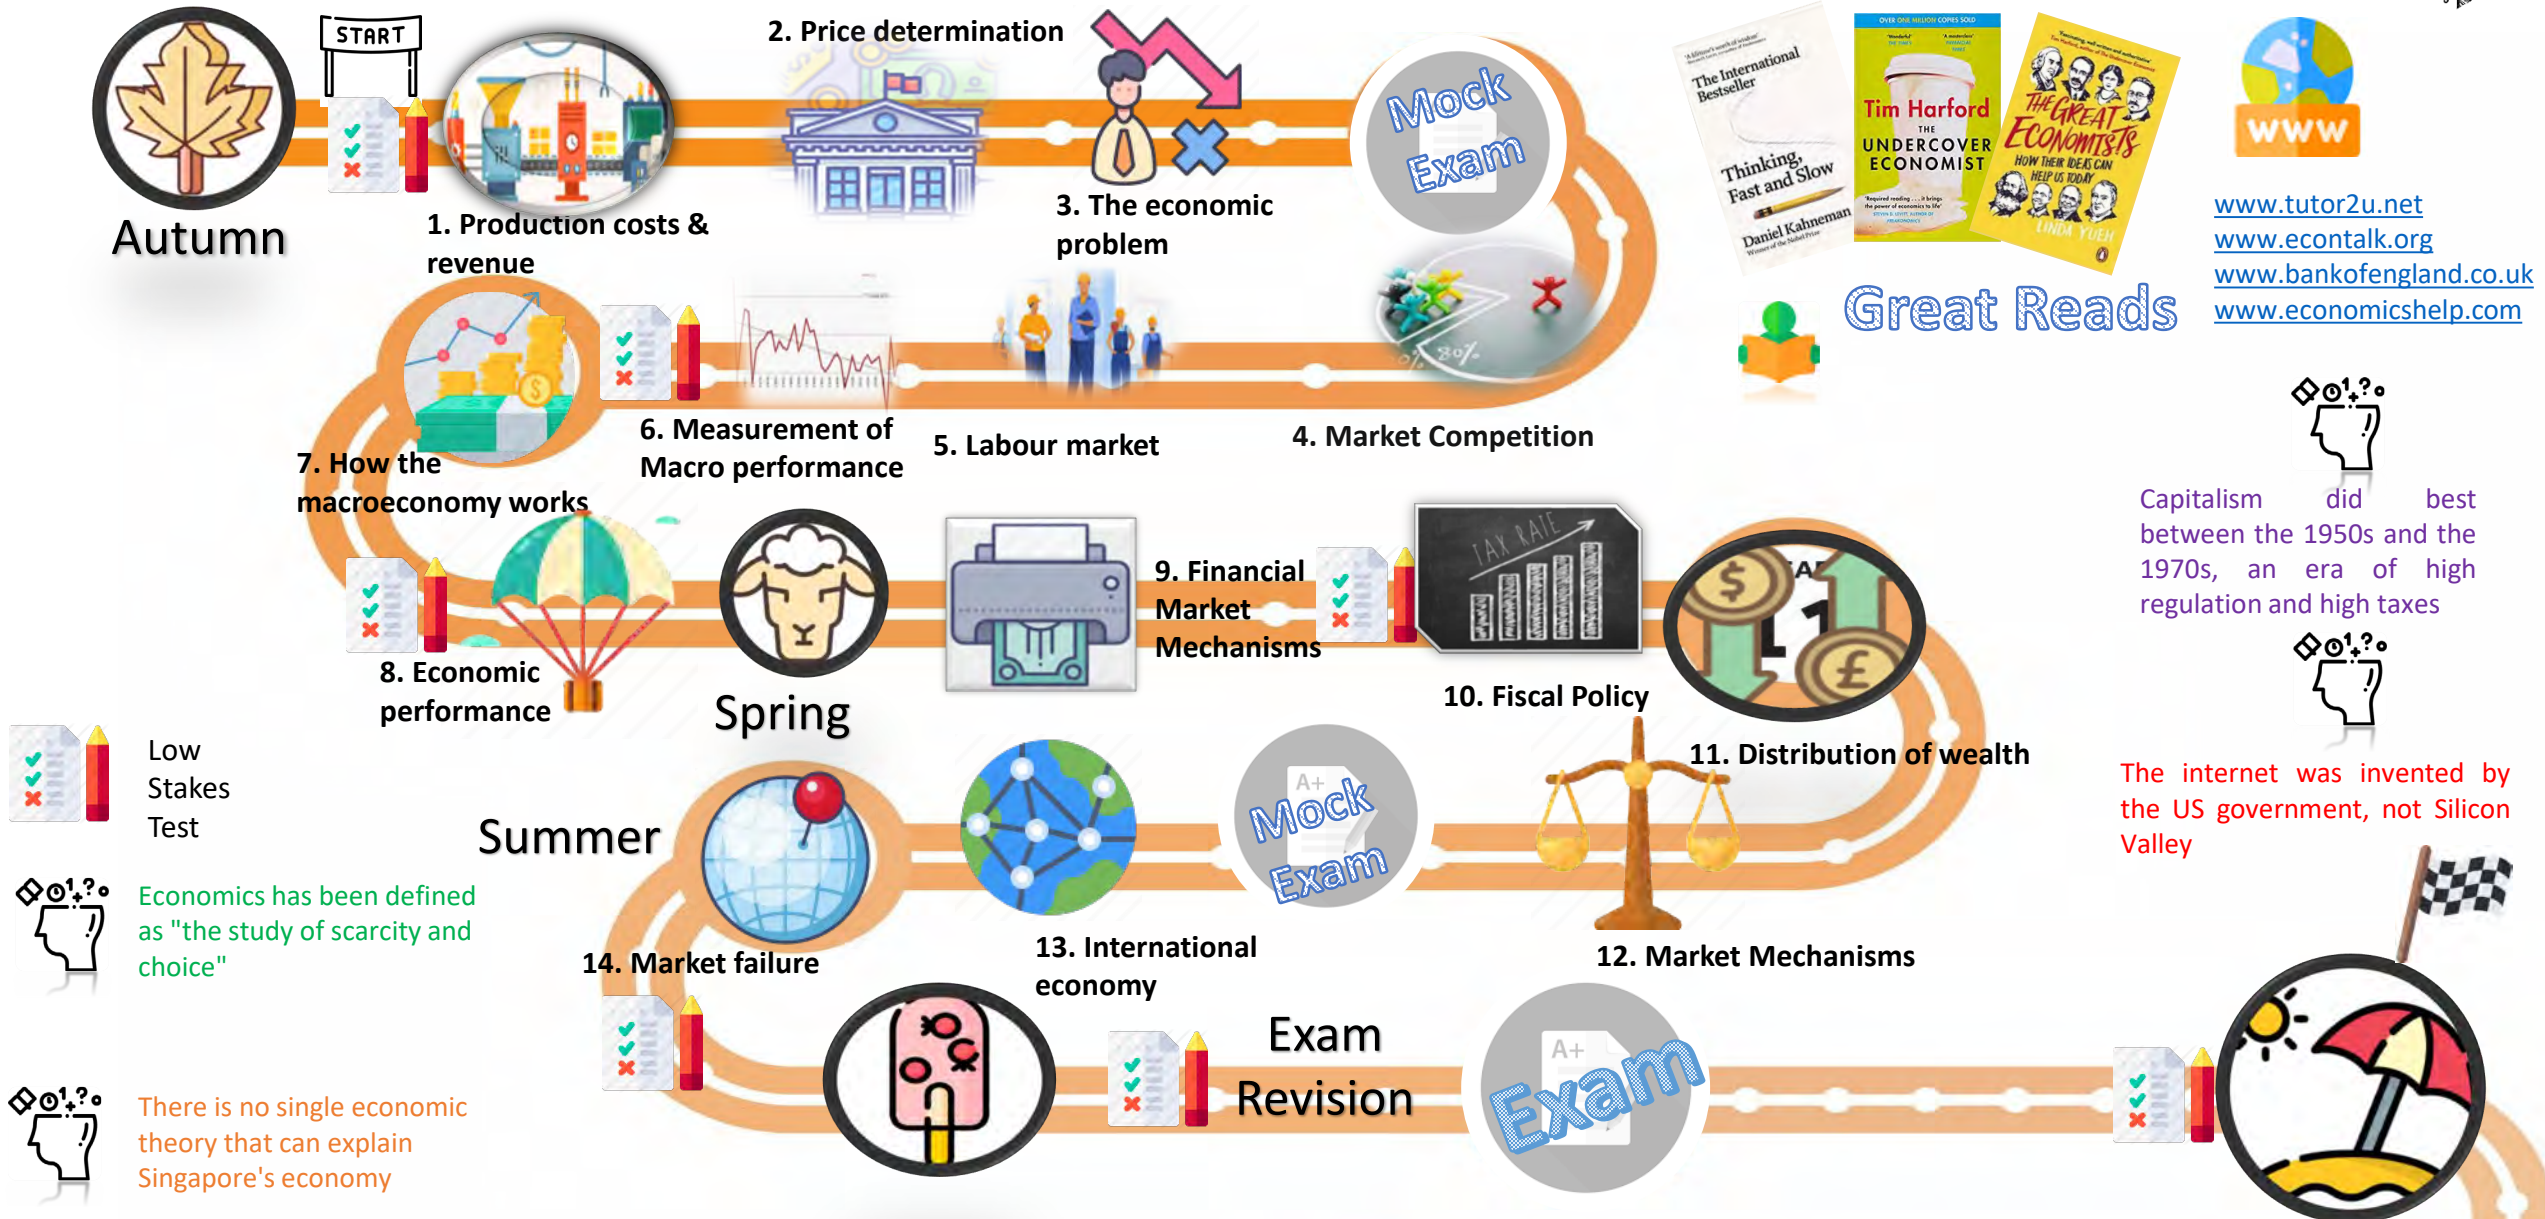 START
Autumn
1. Production costs &
revenue
2. Price determination
3. The economic
problem
Mock
Exam
The International
Bestseller
Thinking,
Fast and Slow
Daniel Kahneman
OVER ONE MILLION COPIES SOLD
Tim Harford
THE
UNDERCOVER
ECONOMIST
THE GREAT
ECONOMISTS
HOW THEIR IDEAS CAN
HELP US TODAY
LINDA YUEH
WWW
Great Reads
www.tutor2u.net
www.econtalk.org
www.bankofengland.co.uk
www.economicshelp.com
80%
4. Market Competition
5. Labour market
6. Measurement of
Macro performance
7. How the
macroeconomy works
8. Economic
performance
Spring
9. Financial
Market
Mechanisms
TAX RATE
10. Fiscal Policy
11. Distribution of wealth
12. Market Mechanisms
A+
Mock
Exam
13. International
economy
Summer
14. Market failure
Exam
Revision
A+
Exam
Low
Stakes
Test
Economics has been defined
as "the study of scarcity and
choice"
There is no single economic
theory that can explain
Singapore's economy
Capitalism did best
between the 1950s and the
1970s, an era of high
regulation and high taxes
The internet was invented by
the US government, not Silicon
Valley